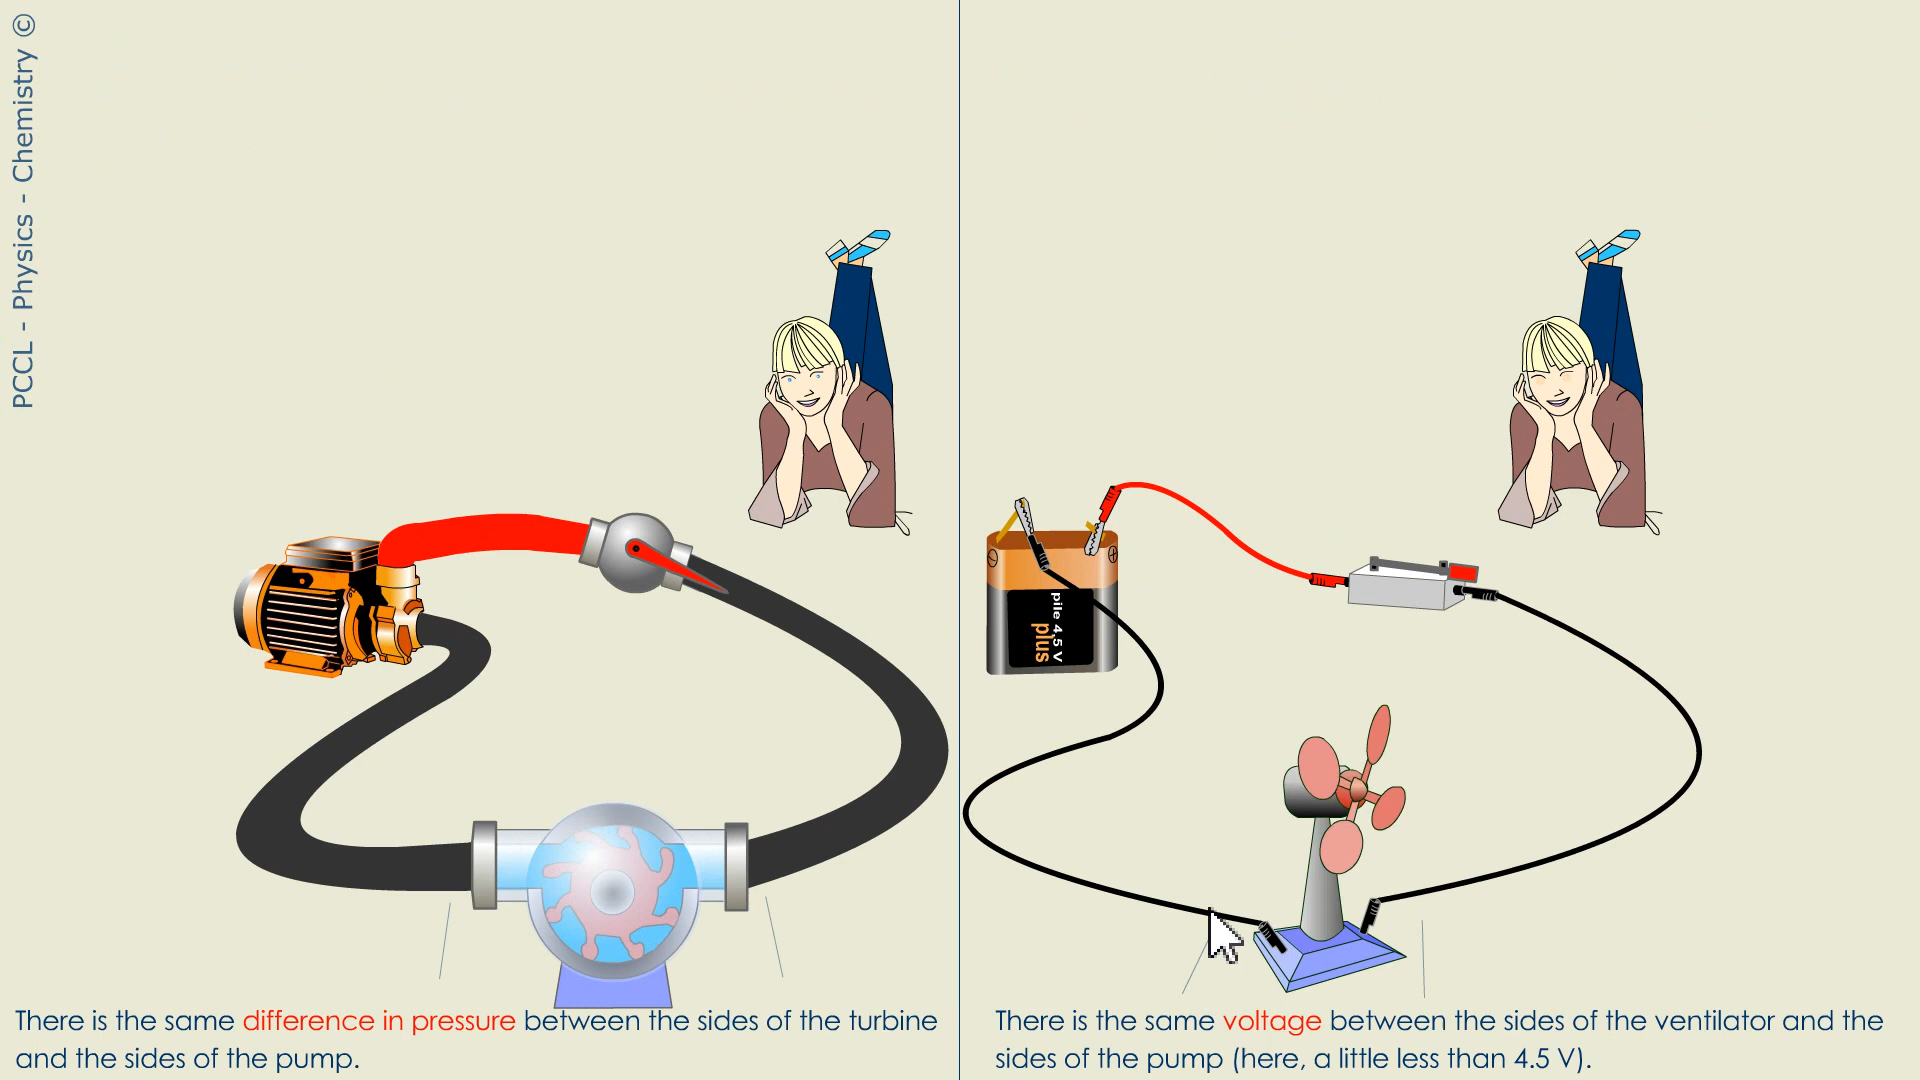 PCCL - Physics - Chemistry ©
pile 4,5 V
plus
There is the same difference in pressure between the sides of the turbine
and the sides of the pump.
There is the same voltage between the sides of the ventilator and the
sides of the pump (here, a little less than 4.5 V).